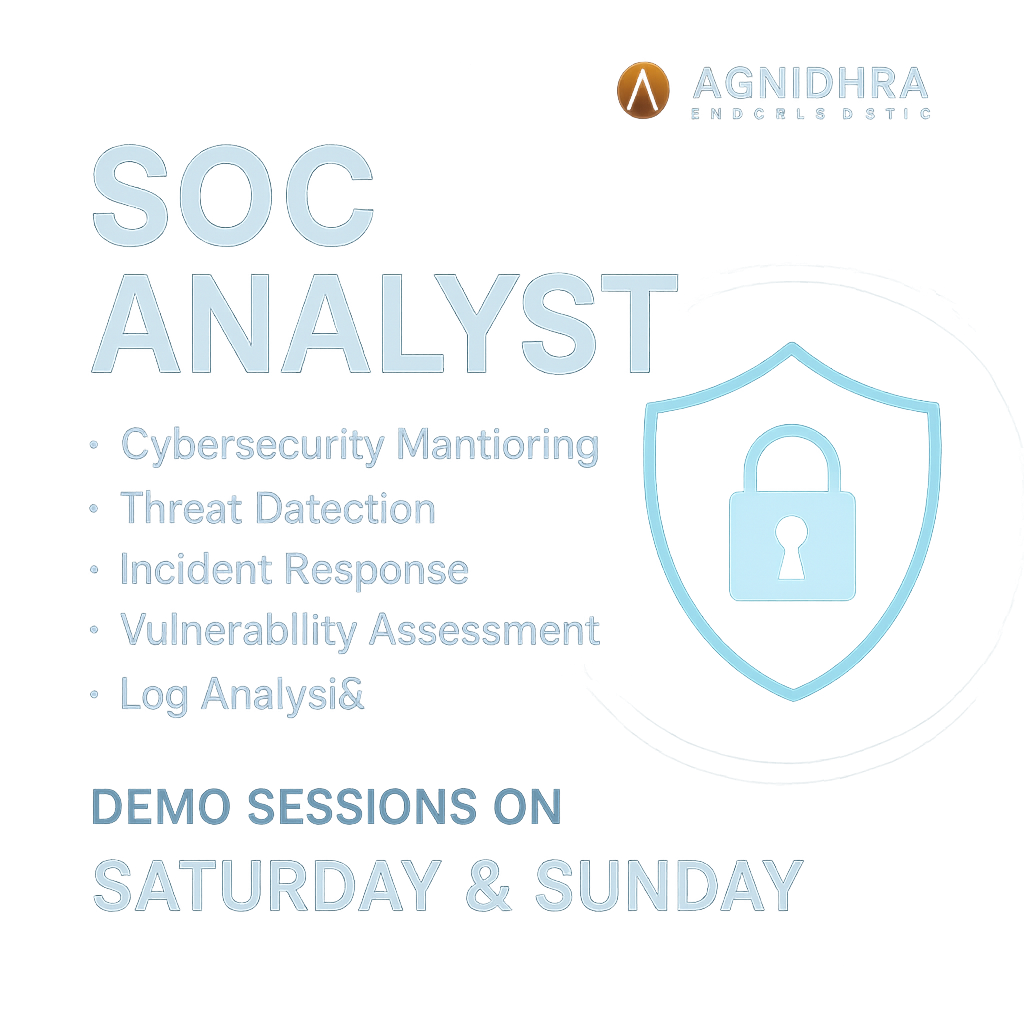 AGNIDHRA
ENDCRLS DSTIC
SOC
ANALYST
• Cybersecurity Mantioring
• Threat Datection
• Incident Response
• Vulnerabllity Assessment
• Log Analysi&
DEMO SESSIONS ON
SATURDAY & SUNDAY